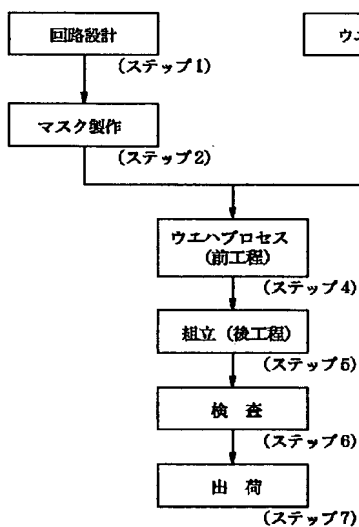 回路設計
(ステップ1)
ウエ
マスク製作
(ステップ2)
ウエハプロセス
(前工程)
(ステップ4)
組立 (後工程)
(ステップ5)
検 査
(ステップ6)
出 荷
(ステップ7)